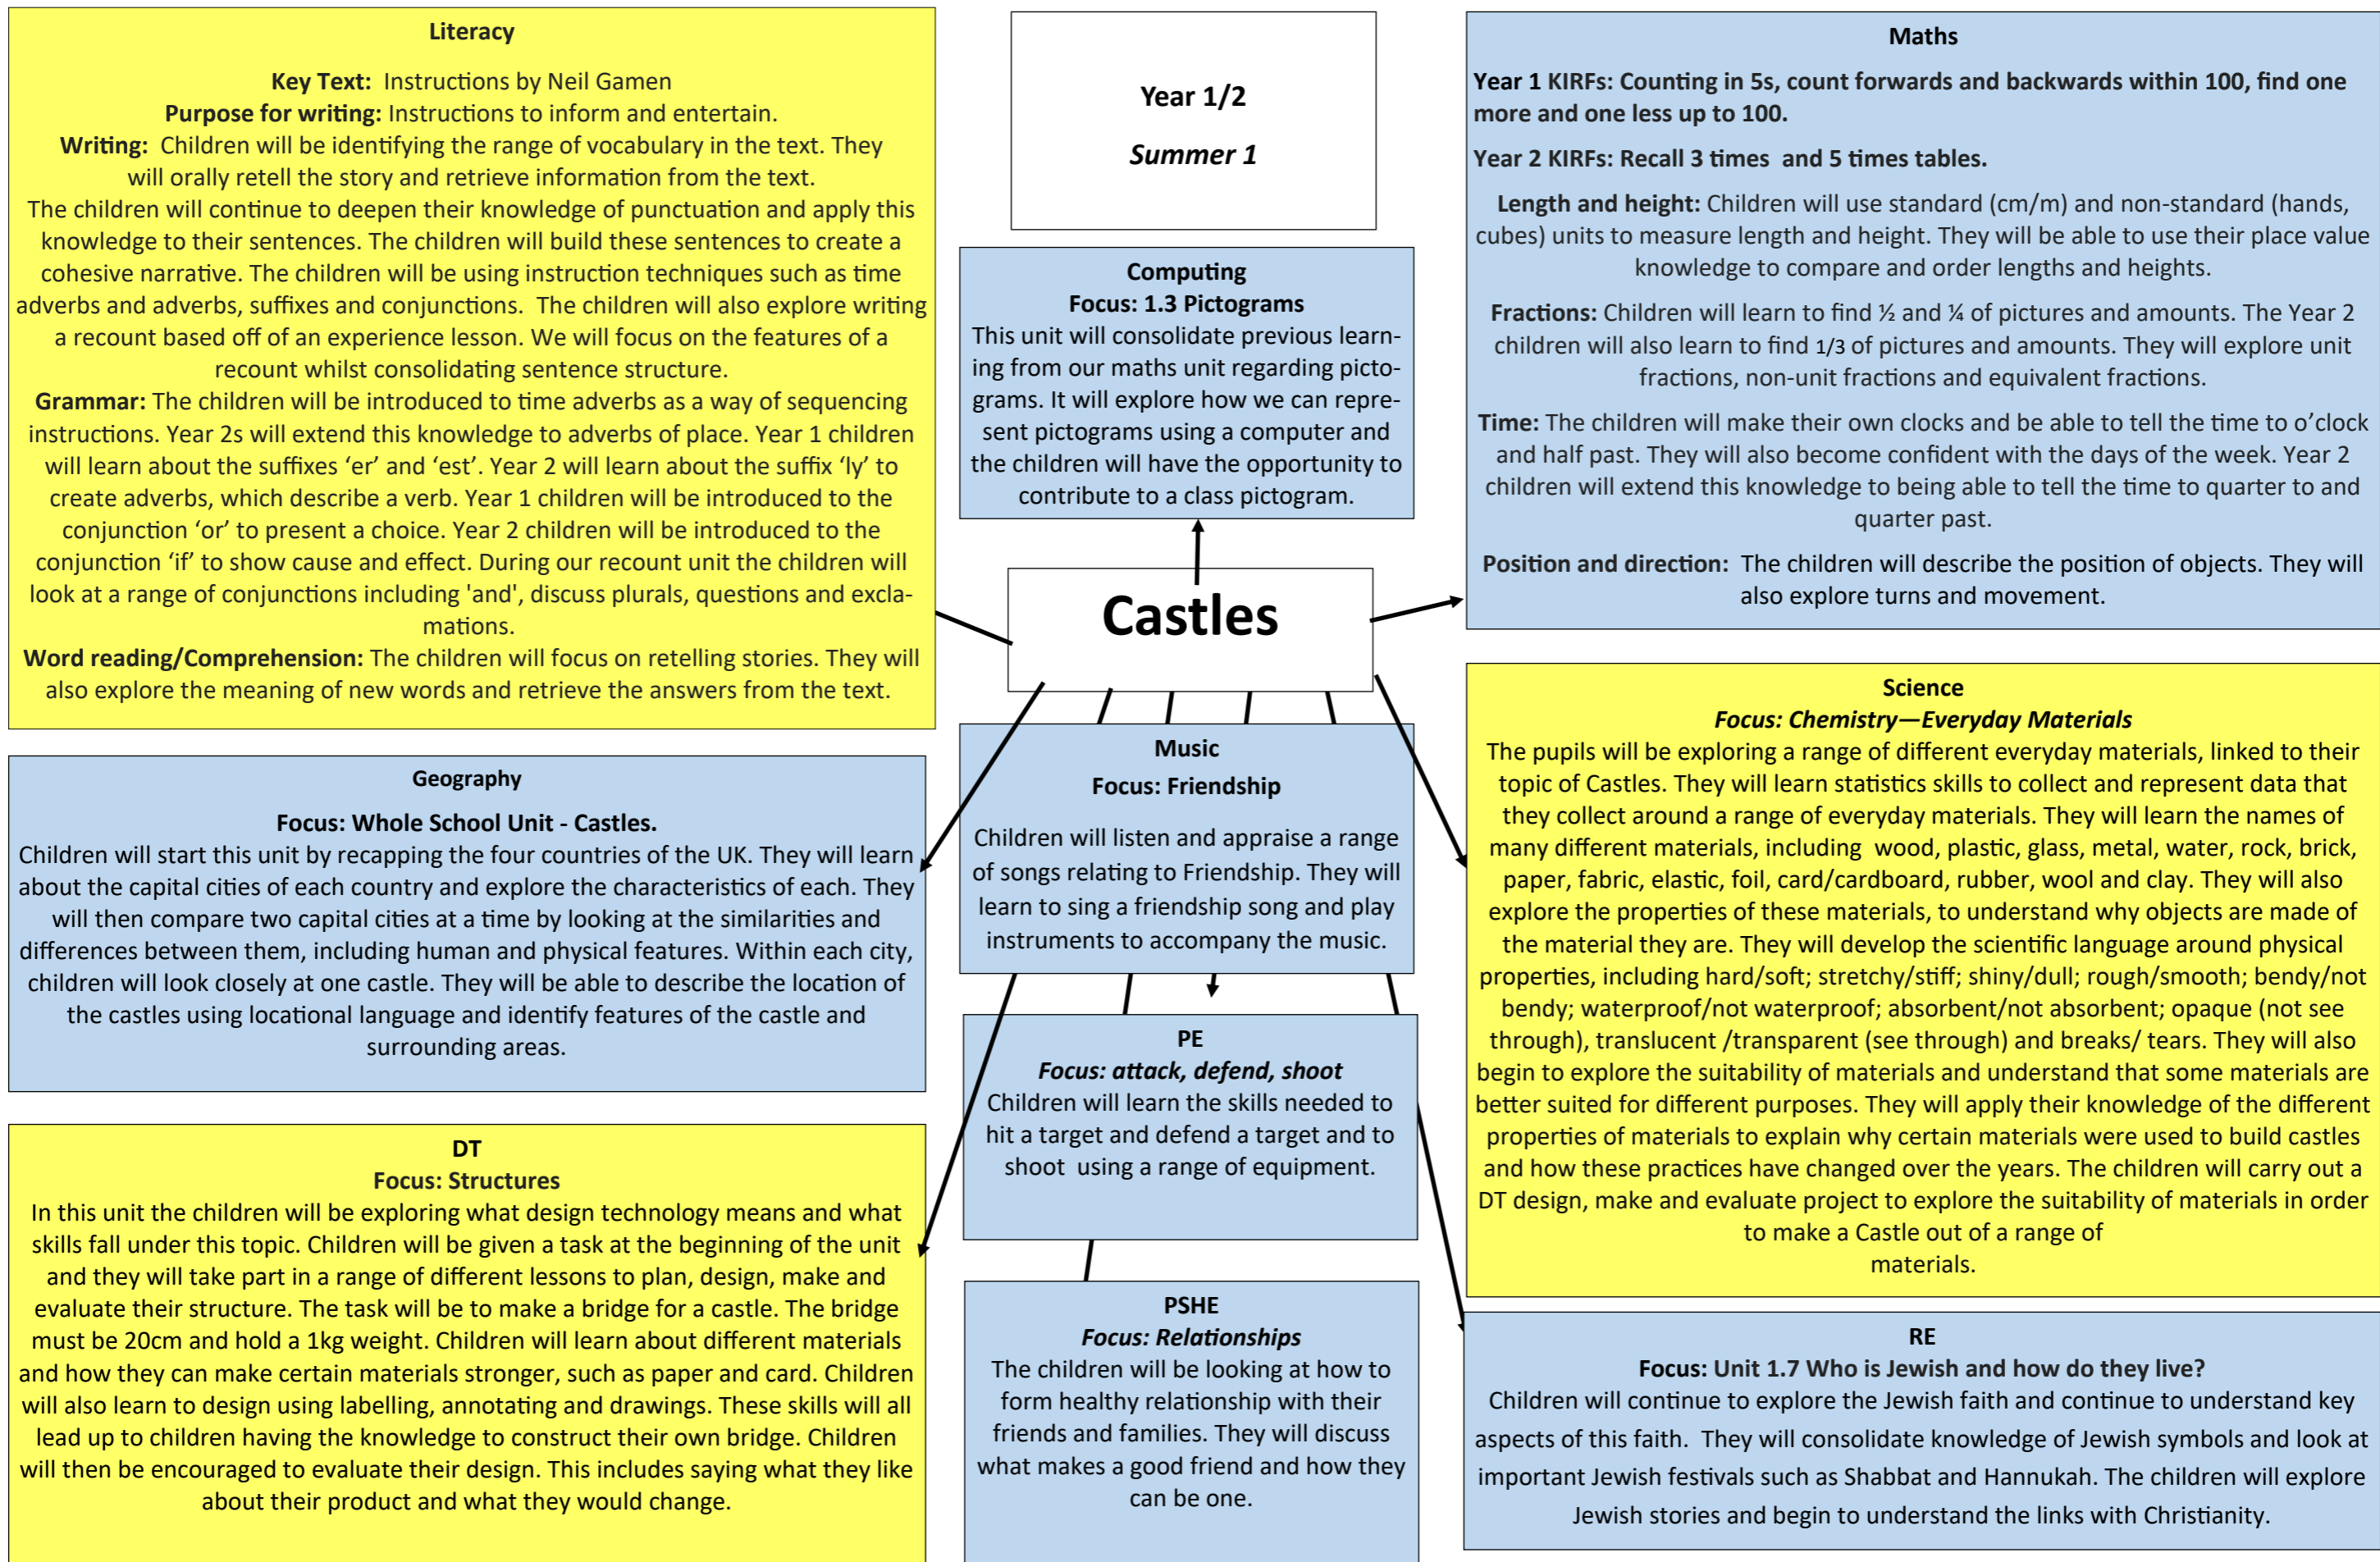 Literacy
Key Text:  Instructions by Neil Gamen
Purpose for writing: Instructions to inform and entertain.
Writing:  Children will be identifying the range of vocabulary in the text. They
will orally retell the story and retrieve information from the text.
The children will continue to deepen their knowledge of punctuation and apply this
knowledge to their sentences. The children will build these sentences to create a
cohesive narrative. The children will be using instruction techniques such as time
adverbs and adverbs, suffixes and conjunctions.  The children will also explore writing
a recount based off of an experience lesson. We will focus on the features of a
recount whilst consolidating sentence structure.
Grammar: The children will be introduced to time adverbs as a way of sequencing
instructions. Year 2s will extend this knowledge to adverbs of place. Year 1 children
will learn about the suffixes ‘er’ and ‘est’. Year 2 will learn about the suffix ‘ly’ to
create adverbs, which describe a verb. Year 1 children will be introduced to the
conjunction ‘or’ to present a choice. Year 2 children will be introduced to the
conjunction ‘if’ to show cause and effect. During our recount unit the children will
look at a range of conjunctions including 'and', discuss plurals, questions and excla-
mations.
Word reading/Comprehension: The children will focus on retelling stories. They will
also explore the meaning of new words and retrieve the answers from the text.
Year 1/2
Summer 1
Maths
Year 1 KIRFs: Counting in 5s, count forwards and backwards within 100, find one
more and one less up to 100.
Year 2 KIRFs: Recall 3 times  and 5 times tables.
Length and height: Children will use standard (cm/m) and non-standard (hands,
cubes) units to measure length and height. They will be able to use their place value
knowledge to compare and order lengths and heights.
Fractions: Children will learn to find ½ and ¼ of pictures and amounts. The Year 2
children will also learn to find 1/3 of pictures and amounts. They will explore unit
fractions, non-unit fractions and equivalent fractions.
Time: The children will make their own clocks and be able to tell the time to o’clock
and half past. They will also become confident with the days of the week. Year 2
children will extend this knowledge to being able to tell the time to quarter to and
quarter past.
Position and direction:  The children will describe the position of objects. They will
also explore turns and movement.
Computing
Focus: 1.3 Pictograms
This unit will consolidate previous learn-
ing from our maths unit regarding picto-
grams. It will explore how we can repre-
sent pictograms using a computer and
the children will have the opportunity to
contribute to a class pictogram.
Castles
Geography
Focus: Whole School Unit - Castles.
Children will start this unit by recapping the four countries of the UK. They will learn
about the capital cities of each country and explore the characteristics of each. They
will then compare two capital cities at a time by looking at the similarities and
differences between them, including human and physical features. Within each city,
children will look closely at one castle. They will be able to describe the location of
the castles using locational language and identify features of the castle and
surrounding areas.
Music
Focus: Friendship
Children will listen and appraise a range
of songs relating to Friendship. They will
learn to sing a friendship song and play
instruments to accompany the music.
Science
Focus: Chemistry—Everyday Materials
The pupils will be exploring a range of different everyday materials, linked to their
topic of Castles. They will learn statistics skills to collect and represent data that
they collect around a range of everyday materials. They will learn the names of
many different materials, including  wood, plastic, glass, metal, water, rock, brick,
paper, fabric, elastic, foil, card/cardboard, rubber, wool and clay. They will also
explore the properties of these materials, to understand why objects are made of
the material they are. They will develop the scientific language around physical
properties, including hard/soft; stretchy/stiff; shiny/dull; rough/smooth; bendy/not
bendy; waterproof/not waterproof; absorbent/not absorbent; opaque (not see
through), translucent /transparent (see through) and breaks/ tears. They will also
begin to explore the suitability of materials and understand that some materials are
better suited for different purposes. They will apply their knowledge of the different
properties of materials to explain why certain materials were used to build castles
and how these practices have changed over the years. The children will carry out a
DT design, make and evaluate project to explore the suitability of materials in order
to make a Castle out of a range of
materials.
PE
Focus: attack, defend, shoot
Children will learn the skills needed to
hit a target and defend a target and to
shoot  using a range of equipment.
DT
Focus: Structures
In this unit the children will be exploring what design technology means and what
skills fall under this topic. Children will be given a task at the beginning of the unit
and they will take part in a range of different lessons to plan, design, make and
evaluate their structure. The task will be to make a bridge for a castle. The bridge
must be 20cm and hold a 1kg weight. Children will learn about different materials
and how they can make certain materials stronger, such as paper and card. Children
will also learn to design using labelling, annotating and drawings. These skills will all
lead up to children having the knowledge to construct their own bridge. Children
will then be encouraged to evaluate their design. This includes saying what they like
about their product and what they would change.
PSHE
Focus: Relationships
The children will be looking at how to
form healthy relationship with their
friends and families. They will discuss
what makes a good friend and how they
can be one.
RE
Focus: Unit 1.7 Who is Jewish and how do they live?
Children will continue to explore the Jewish faith and continue to understand key
aspects of this faith.  They will consolidate knowledge of Jewish symbols and look at
important Jewish festivals such as Shabbat and Hannukah. The children will explore
Jewish stories and begin to understand the links with Christianity.